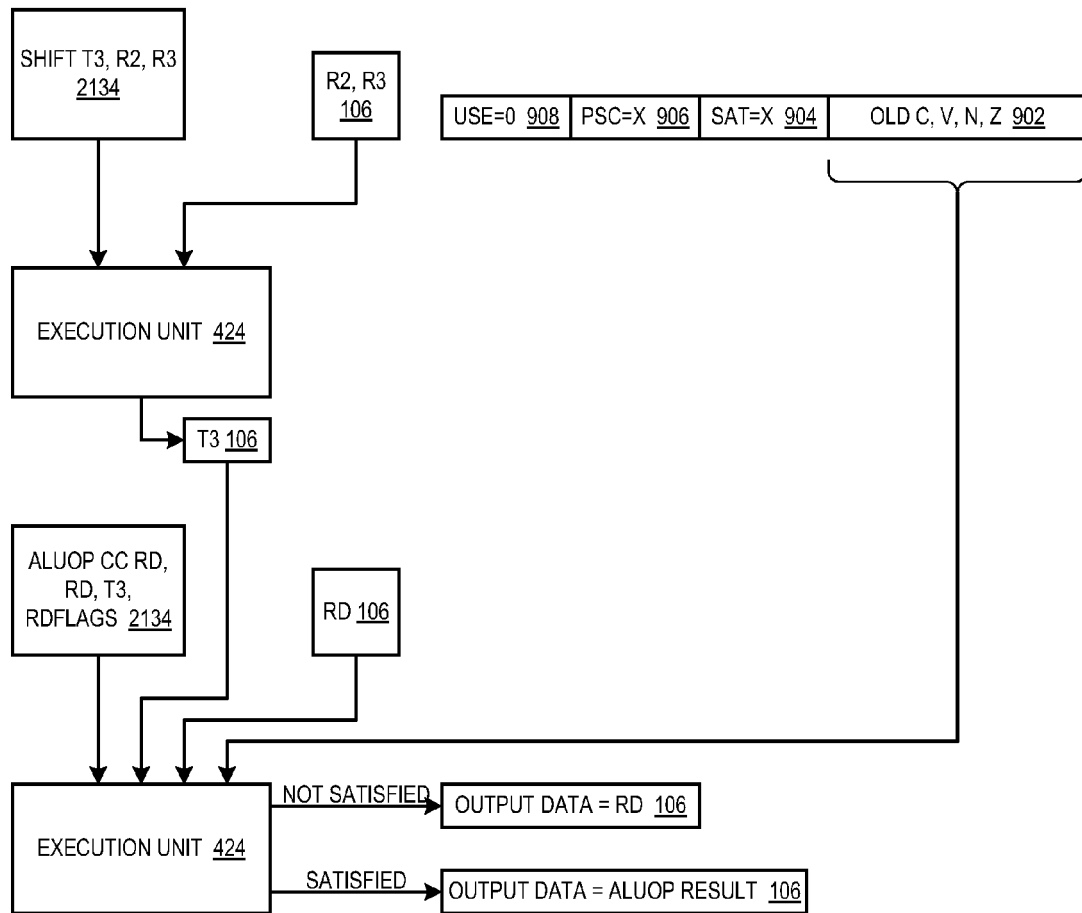 SHIFT T3, R2, R3
2134
R2, R3
106
USE=0 908
PSC=X 906
SAT=X 904
OLD C, V, N, Z 902
EXECUTION UNIT 424
T3 106
ALUOP CC RD,
RD, T3,
RDFLAGS 2134
RD 106
EXECUTION UNIT 424
NOT SATISFIED
OUTPUT DATA = RD 106
SATISFIED
OUTPUT DATA = ALUOP RESULT 106